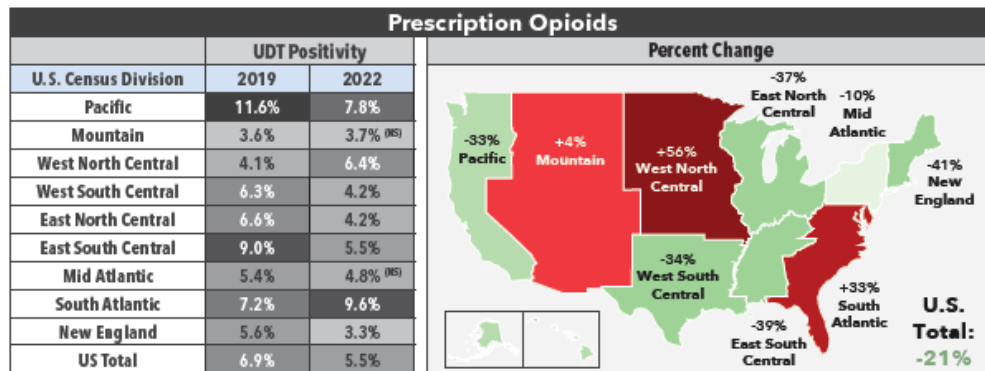 Prescription Opioids
UDT Positivity
U.S. Census Division 2019 2022
Pacific 11.6% 7.8%
Mountain 3.6% 3.7% (NS)
West North Central 4.1% 6.4%
West South Central 6.3% 4.2%
East North Central 6.6% 4.2%
East South Central 9.0% 5.5%
Mid Atlantic 5.4% 4.8% (NS)
South Atlantic 7.2% 9.6%
New England 5.6% 3.3%
US Total 6.9% 5.5%
Percent Change
-33%
Pacific
+4%
Mountain
+56%
West North
Central
-37%
East North
Central
-10%
Mid
Atlantic
-41%
New
England
-34%
West South
Central
-39%
East South
Central
+33%
South
Atlantic
U.S.
Total:
-21%